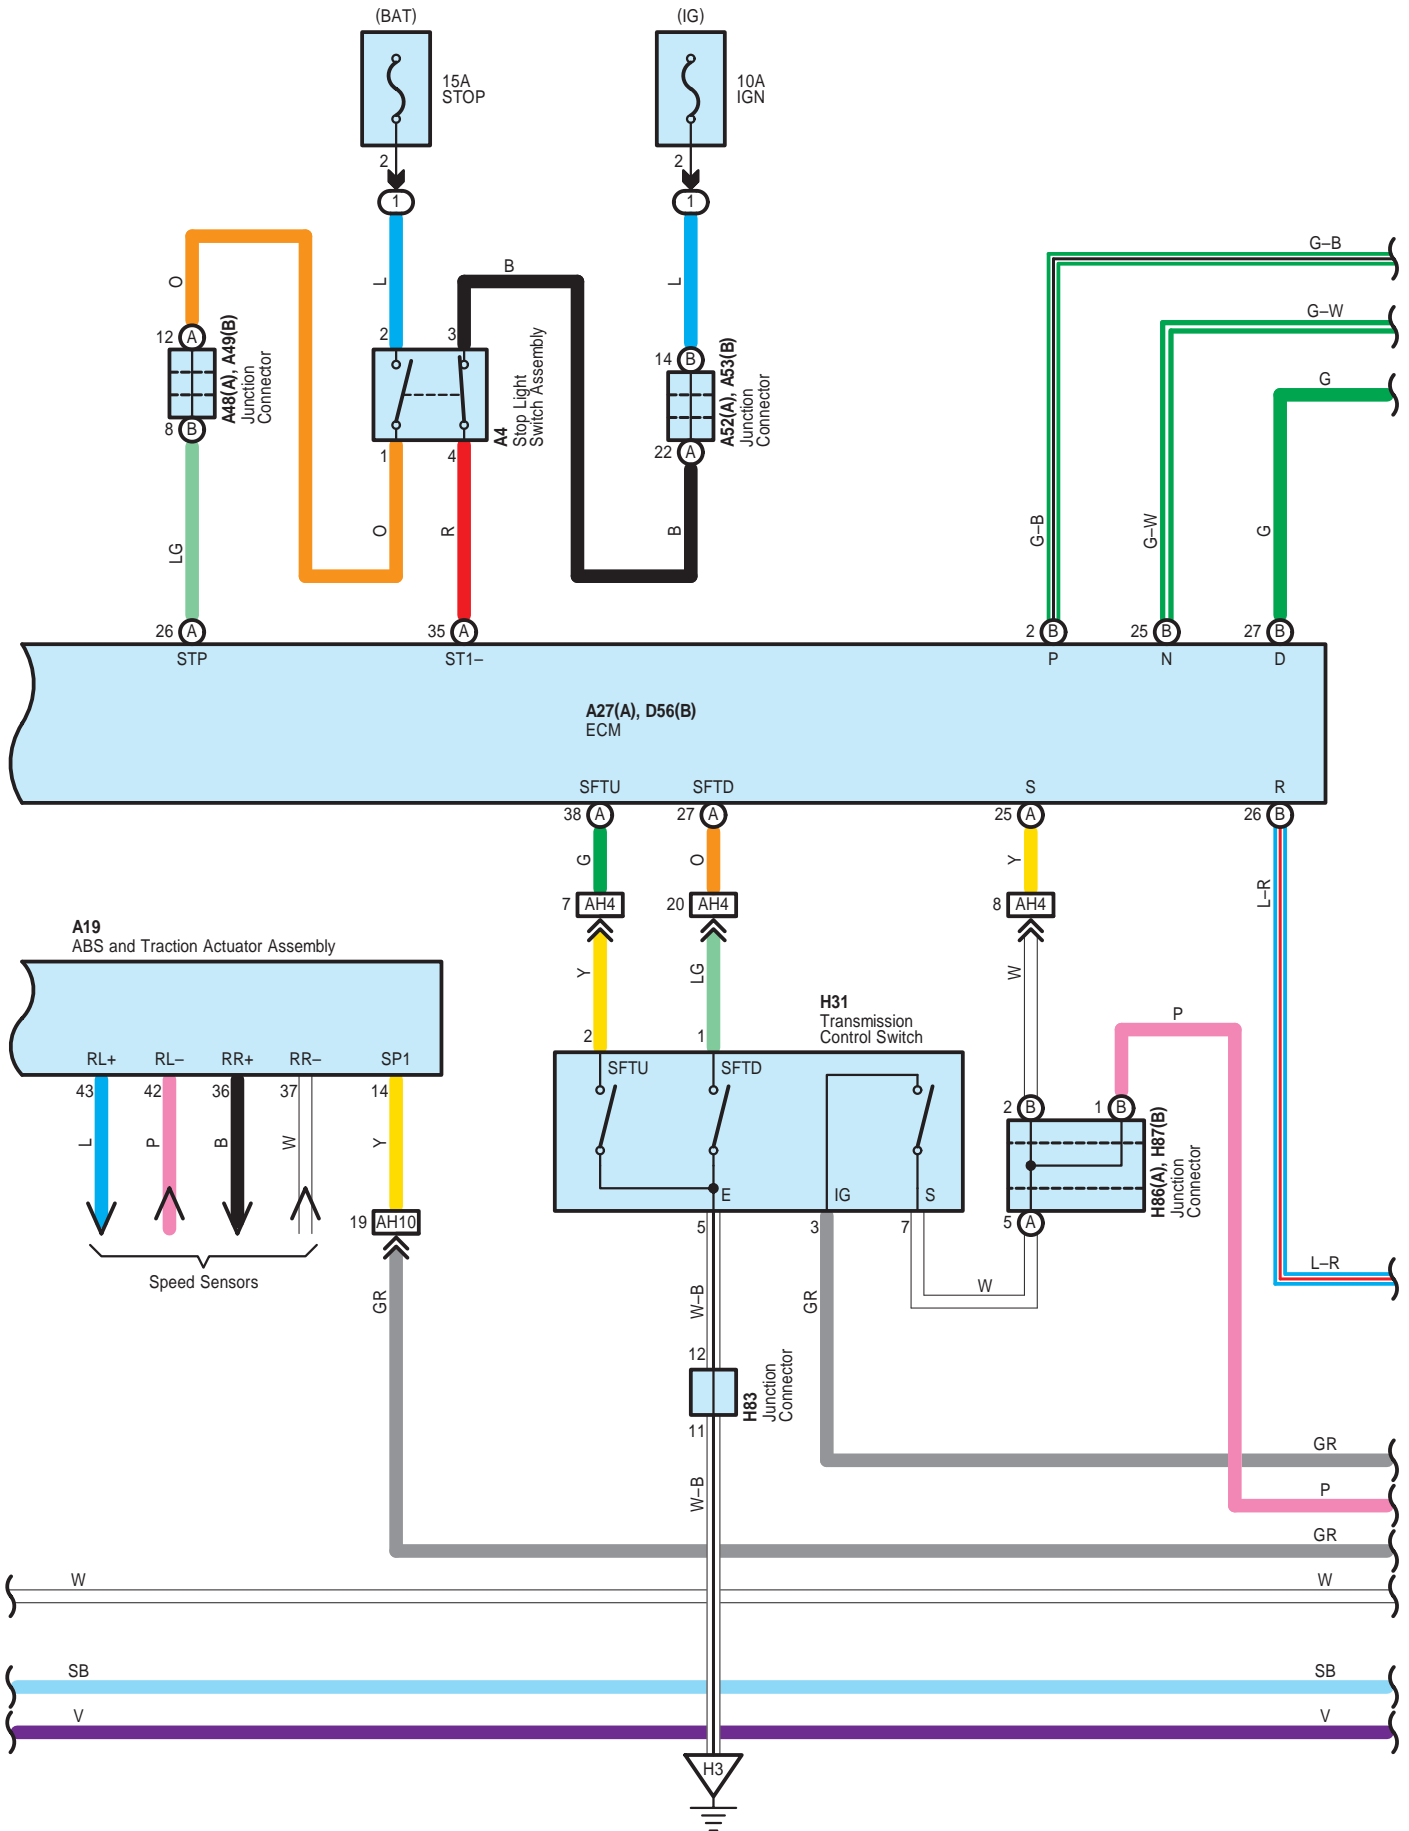 (BAT)
(IG)
15A
STOP
10A
IGN
2
2
1
1
G–B
O
L
B
L
G–W
12 A
2
3
14 B
G
A48(A), A49(B)
Junction
Connector
A4
Stop Light
Switch Assembly
A52(A), A53(B)
Junction
Connector
8 B
1
4
22 A
LG
O
R
B
G–B
G–W
G
26 A
35 A
2 B
25 B
27 B
STP
ST1–
P
N
D
A27(A), D56(B)
ECM
SFTU
SFTD
S
R
38 A
27 A
25 A
26 B
G
O
Y
L–R
7 AH4
20 AH4
8 AH4
A19
ABS and Traction Actuator Assembly
Y
LG
W
H31
Transmission
Control Switch
P
2
1
RL+
RL–
RR+
RR–
SP1
SFTU
SFTD
43
42
36
37
14
2 B
1 B
L
P
B
W
Y
H86(A), H87(B)
Junction
Connector
E
IG
S
19 AH10
5
3
7
5 A
Speed Sensors
L–R
GR
W–B
GR
W
12
H83
Junction
Connector
11
GR
W–B
P
GR
W
W
SB
SB
V
V
H3